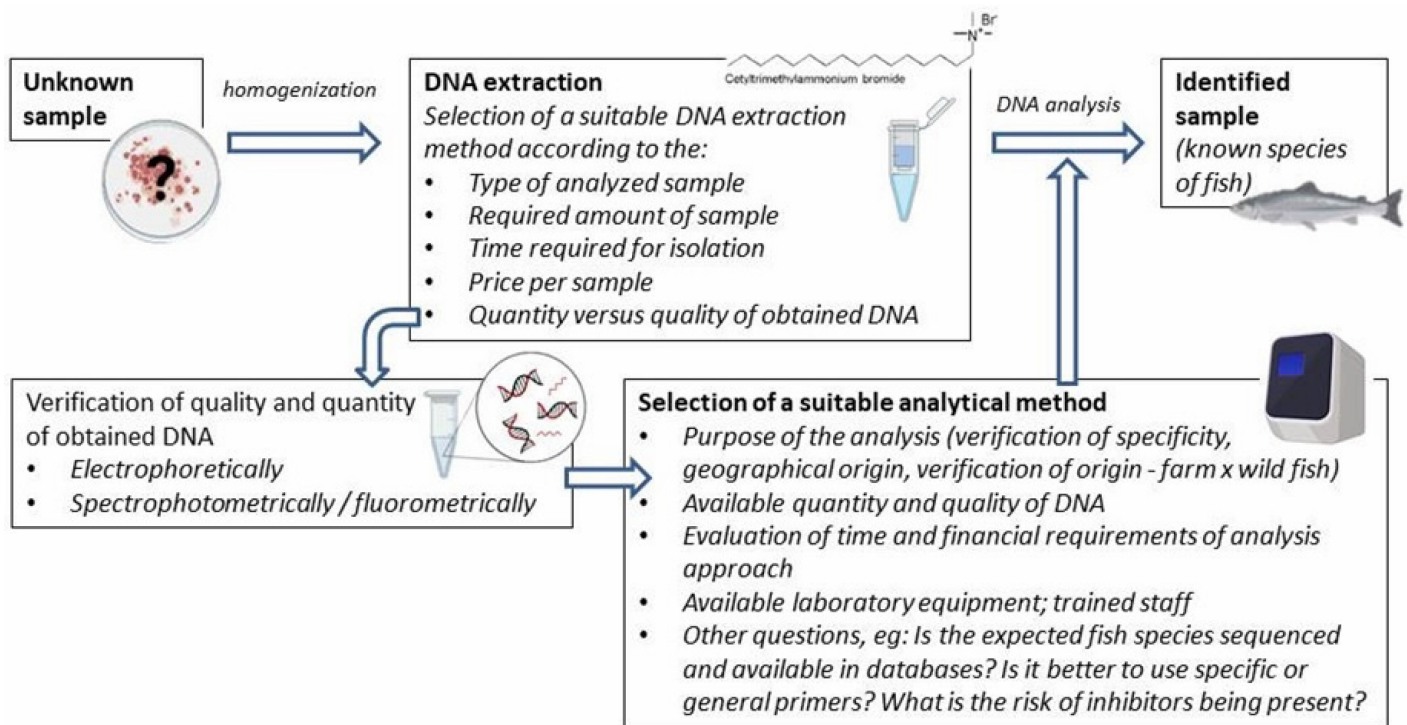 Unknown
sample
?
homogenization
DNA extraction
Br
N+
Cetyltrimethylammonium bromide
Selection of a suitable DNA extraction
method according to the:
• Type of analyzed sample
• Required amount of sample
• Time required for isolation
• Price per sample
• Quantity versus quality of obtained DNA
DNA analysis
Identified
sample
(known species
of fish)
Verification of quality and quantity
of obtained DNA
• Electrophoretically
• Spectrophotometrically / fluorometrically
Selection of a suitable analytical method
• Purpose of the analysis (verification of specificity,
geographical origin, verification of origin - farm x wild fish)
• Available quantity and quality of DNA
• Evaluation of time and financial requirements of analysis
approach
• Available laboratory equipment; trained staff
• Other questions, eg: Is the expected fish species sequenced
and available in databases? Is it better to use specific or
general primers? What is the risk of inhibitors being present?